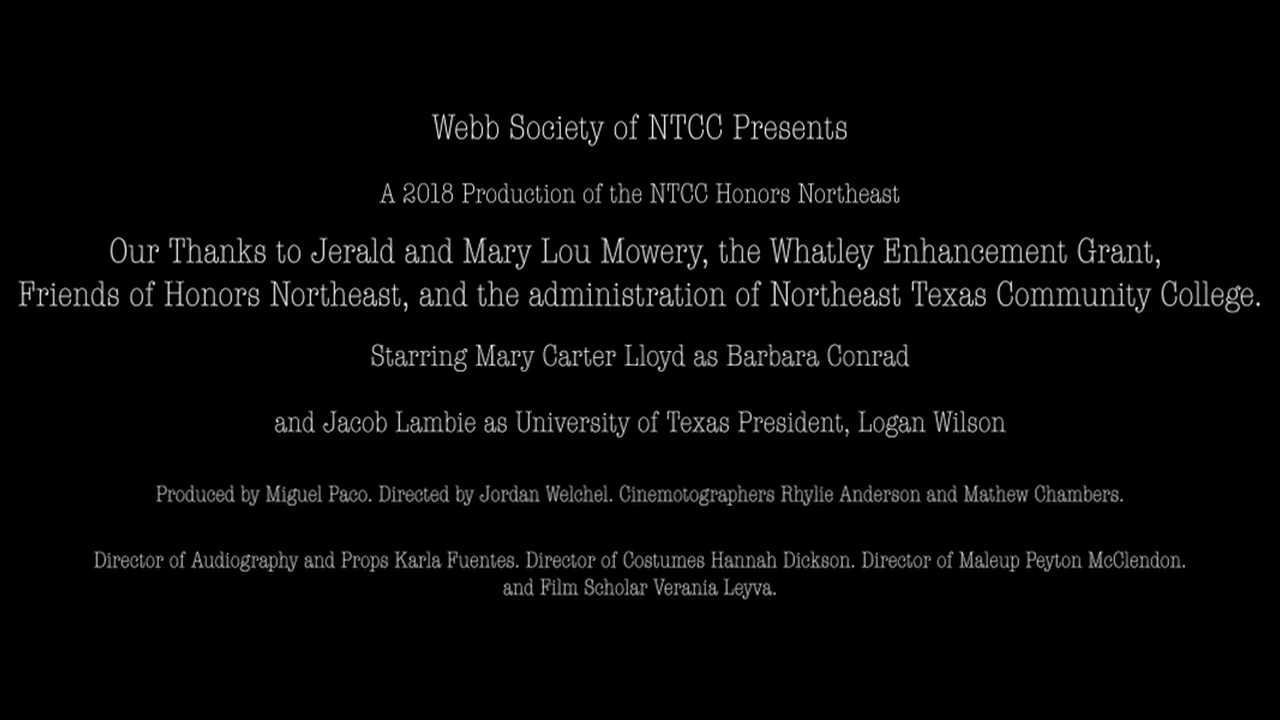 Webb Society of NTCC Presents
A 2018 Production of the NTCC Honors Northeast
Our Thanks to Jerald and Mary Lou Mowery, the Whatley Enhancement Grant,
Friends of Honors Northeast, and the administration of Northeast Texas Community College.
Starring Mary Carter Lloyd as Barbara Conrad
and Jacob Lambie as University of Texas President, Logan Wilson
Produced by Miguel Paco. Directed by Jordan Welchel. Cinemotographers Rhylie Anderson and Mathew Chambers.
Director of Audiography and Props Karla Fuentes. Director of Costumes Hannah Dickson. Director of Maleup Peyton McClendon.
and Film Scholar Verania Leyva.